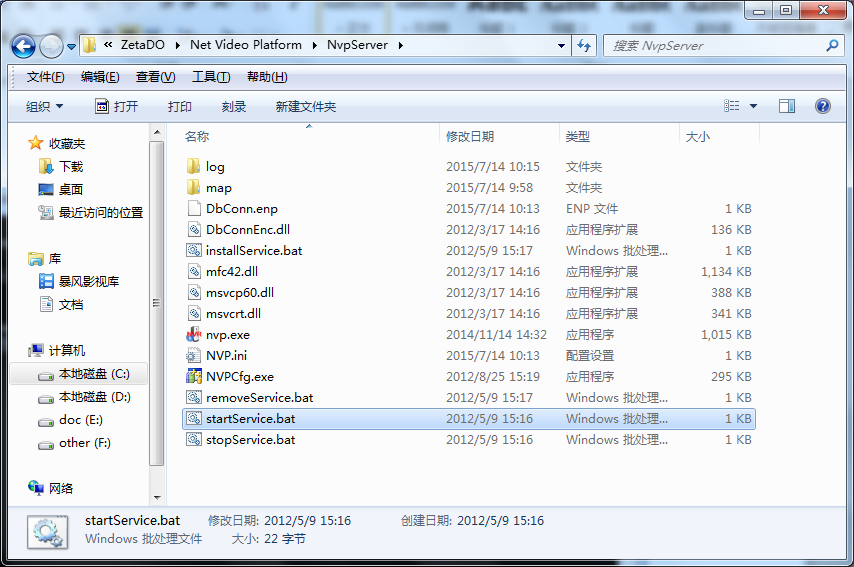 « ZetaDO ▸ Net Video Platform ▸ NvpServer ▸ 搜索 NvpServer
文件(F) 编辑(E) 查看(V) 工具(T) 帮助(H)
组织 打开 打印 刻录 新建文件夹
名称 修改日期 类型 大小
收藏夹
下载
桌面
最近访问的位置
库
暴风影视库
文档
计算机
本地磁盘 (C:)
本地磁盘 (D:)
doc (E:)
other (F:)
网络
log 2015/7/14 10:15 文件夹
map 2015/7/14 9:58 文件夹
DbConn.enp 2015/7/14 10:13 ENP 文件 1 KB
DbConnEnc.dll 2012/3/17 14:16 应用程序扩展 136 KB
installService.bat 2012/5/9 15:17 Windows 批处理... 1 KB
mfc42.dll 2012/3/17 14:16 应用程序扩展 1,134 KB
msvcp60.dll 2012/3/17 14:16 应用程序扩展 388 KB
msvcrt.dll 2012/3/17 14:16 应用程序扩展 341 KB
nvp.exe 2014/11/14 14:32 应用程序 1,015 KB
NVP.ini 2015/7/14 10:13 配置设置 1 KB
NVPCfg.exe 2012/8/25 15:19 应用程序 295 KB
removeService.bat 2012/5/9 15:17 Windows 批处理... 1 KB
startService.bat 2012/5/9 15:16 Windows 批处理... 1 KB
stopService.bat 2012/5/9 15:16 Windows 批处理... 1 KB
startService.bat 修改日期: 2012/5/9 15:16 创建日期: 2012/5/9 15:16
Windows 批处理文件 大小: 22 字节